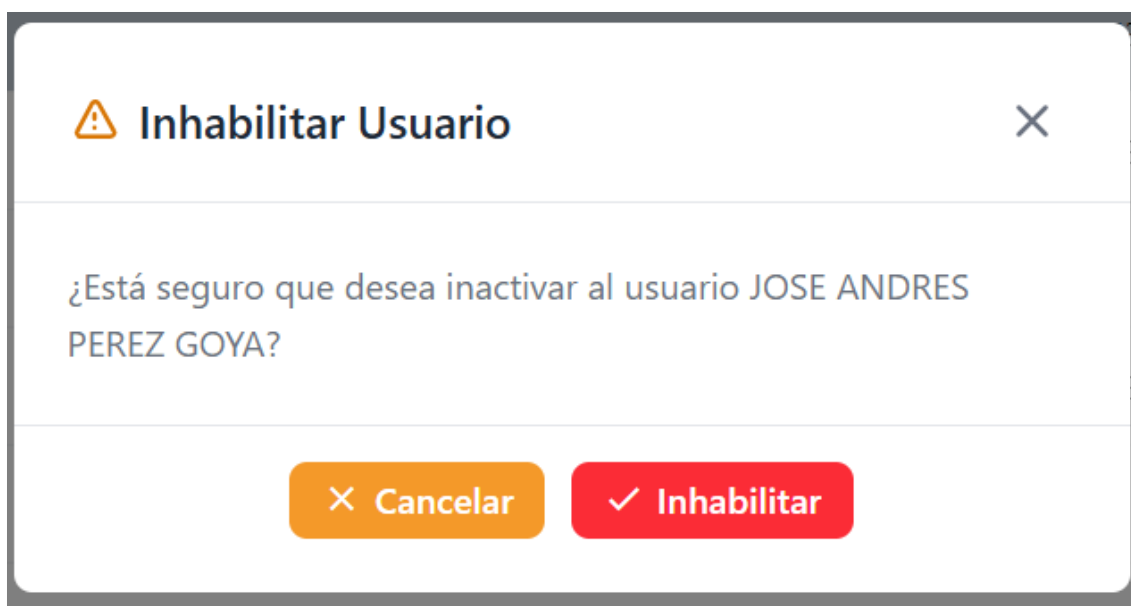 Inhabilitar Usuario
¿Está seguro que desea inactivar al usuario JOSE ANDRES
PEREZ GOYA?
Cancelar
Inhabilitar